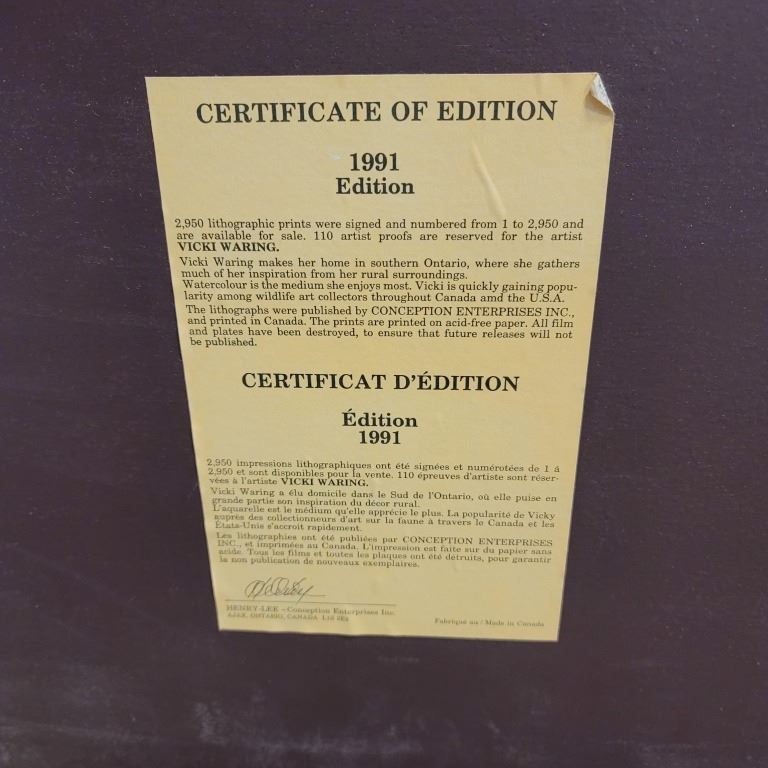 CERTIFICATE OF EDITION
1991
Edition
2,950 lithographic prints were signed and numbered from 1 to 2,950 and
are available for sale. 110 artist proofs are reserved for the artist
VICKI WARING.
Vicki Waring makes her home in southern Ontario, where she gathers
much of her inspiration from her rural surroundings.
Watercolour is the medium she enjoys most. Vicki is quickly gaining popu-
larity among wildlife art collectors throughout Canada amd the U.S.A.
The lithographs were published by CONCEPTION ENTERPRISES INC.,
and printed in Canada. The prints are printed on acid-free paper. All film
and plates have been destroyed, to ensure that future releases will not
be published.
CERTIFICAT D'ÉDITION
Édition
1991
2,950 impressions lithographiques ont été signées et numérotées de 1 á
2,950 et sont disponibles pour la vente. 110 épreuves d'artiste sont réser-
vées à l'artiste VICKI WARING.
Vicki Waring a élu domicile dans le Sud de l'Ontario, où elle puise en
grande partie son inspiration du décor rural.
L'aquarelle est le médium qu'elle apprécie le plus. La popularité de Vicky
auprès des collectionneurs d'art sur la faune à travers le Canada et les
États-Unis s'accroit rapidement.
Les lithographies ont été publiées par CONCEPTION ENTERPRISES
INC., et imprimées au Canada. L'impression est faite sur du papier sans
acide. Tous les films et toutes les plaques ont été détruits, pour garantir
la non publication de nouveaux exemplaires.
HENRY LEE - Conception Enterprises Inc.
AJAX, ONTARIO, CANADA L1S
Fabriqué au / Made in Canada